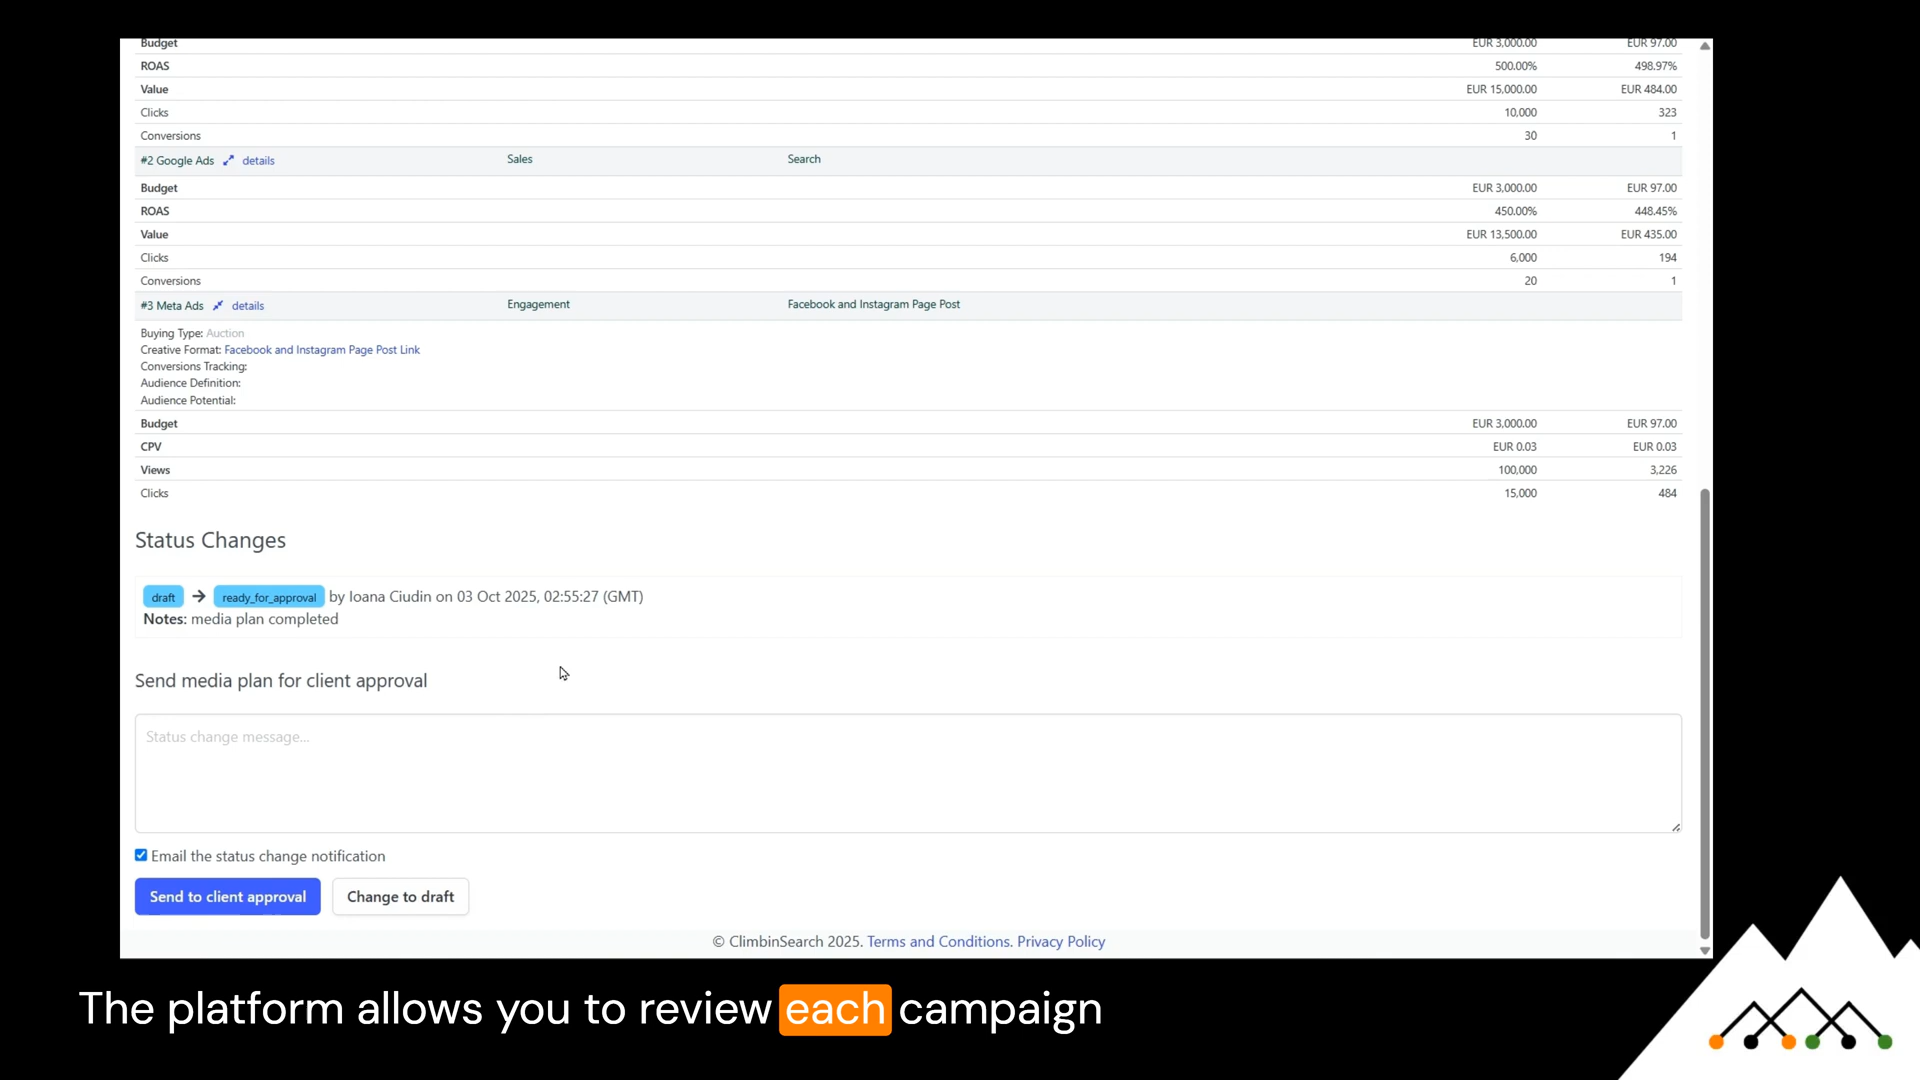 Budget EUR 3,000.00 EUR 97.00
ROAS 500.00% 498.97%
Value EUR 15,000.00 EUR 484.00
Clicks 10,000 323
Conversions 30 1
#2 Google Ads details Sales Search
Budget EUR 3,000.00 EUR 97.00
ROAS 450.00% 448.45%
Value EUR 13,500.00 EUR 435.00
Clicks 6,000 194
Conversions 20 1
#3 Meta Ads details Engagement Facebook and Instagram Page Post
Buying Type: Auction
Creative Format: Facebook and Instagram Page Post Link
Conversions Tracking:
Audience Definition:
Audience Potential:
Budget EUR 3,000.00 EUR 97.00
CPV EUR 0.03 EUR 0.03
Views 100,000 3,226
Clicks 15,000 484
Status Changes
draft → ready_for_approval by Ioana Ciudin on 03 Oct 2025, 02:55:27 (GMT)
Notes: media plan completed
Send media plan for client approval
Status change message...
Email the status change notification
Send to client approval Change to draft
© ClimbinSearch 2025. Terms and Conditions. Privacy Policy
The platform allows you to review each campaign